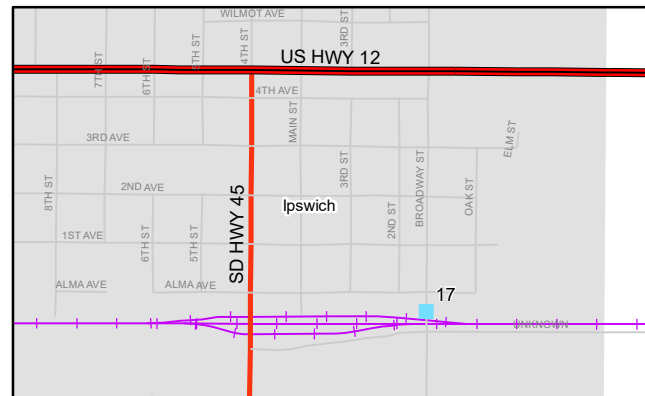 WILMOT AVE
3RD ST
4TH ST
5TH ST
US HWY 12
7TH ST
6TH ST
4TH AVE
MAIN ST
3RD AVE
ELM ST
8TH ST
2ND AVE
3RD ST
BROADWAY ST
OAK ST
Ipswich
2ND ST
SD HWY 45
1ST AVE
6TH ST
5TH ST
ALMA AVE
ALMA AVE
17
UNKNOWN